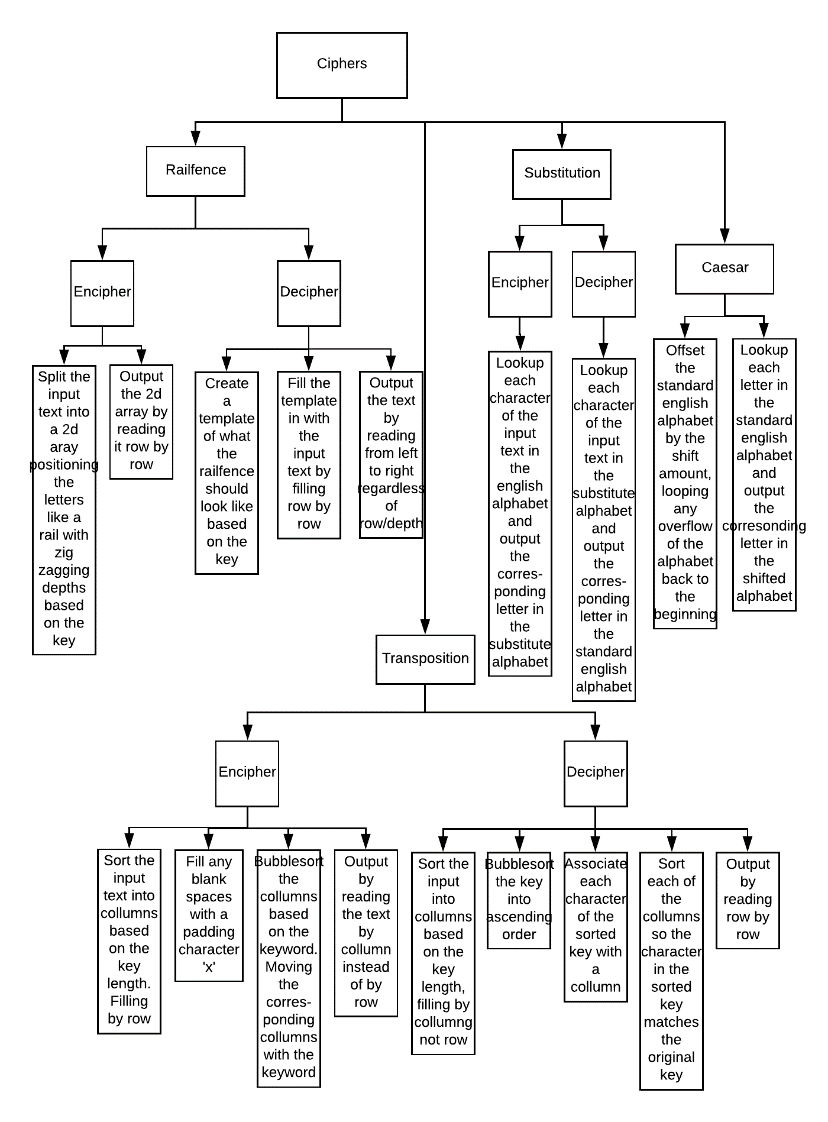 Ciphers
Railfence
Substitution
Caesar
Encipher
Decipher
Encipher
Decipher
Split the
input
text into
a 2d
aray
positioning
the
letters
like a
rail with
zig
zagging
depths
based
on the
key
Output
the 2d
array by
reading
it row by
row
Create
a
template
of what
the
railfence
should
look like
based
on the
key
Fill the
template
in with
the
input
text by
filling
row by
row
Output
the text
by
reading
from left
to right
regardless
of
row/depth
Lookup
each
character
of the
input
text in
the
english
alphabet
and
output
the
corres-
ponding
letter in
the
substitute
alphabet
Lookup
each
character
of the
input
text in
the
substitute
alphabet
and
output
the
corres-
ponding
letter in
the
standard
english
alphabet
Offset
the
standard
english
alphabet
by the
shift
amount,
looping
any
overflow
of the
alphabet
back to
the
beginning
Lookup
each
letter in
the
standard
english
alphabet
and
output
the
corresonding
letter in
the
shifted
alphabet
Transposition
Encipher
Decipher
Sort the
input
text into
collumns
based
on the
key
length.
Filling
by row
Fill any
blank
spaces
with a
padding
character
'x'
Bubblesort
the
collumns
based
on the
keyword.
Moving
the
corres-
ponding
collumns
with the
keyword
Output
by
reading
the text
by
collumn
instead
of by
row
Sort the
input
into
collumns
based
on the
key
length,
filling by
collumng
not row
Bubblesort
the key
into
ascending
order
Associate
each
character
of the
sorted
key with
a
collumn
Sort
each of
the
collumns
so the
character
in the
sorted
key
matches
the
original
key
Output
by
reading
row by
row